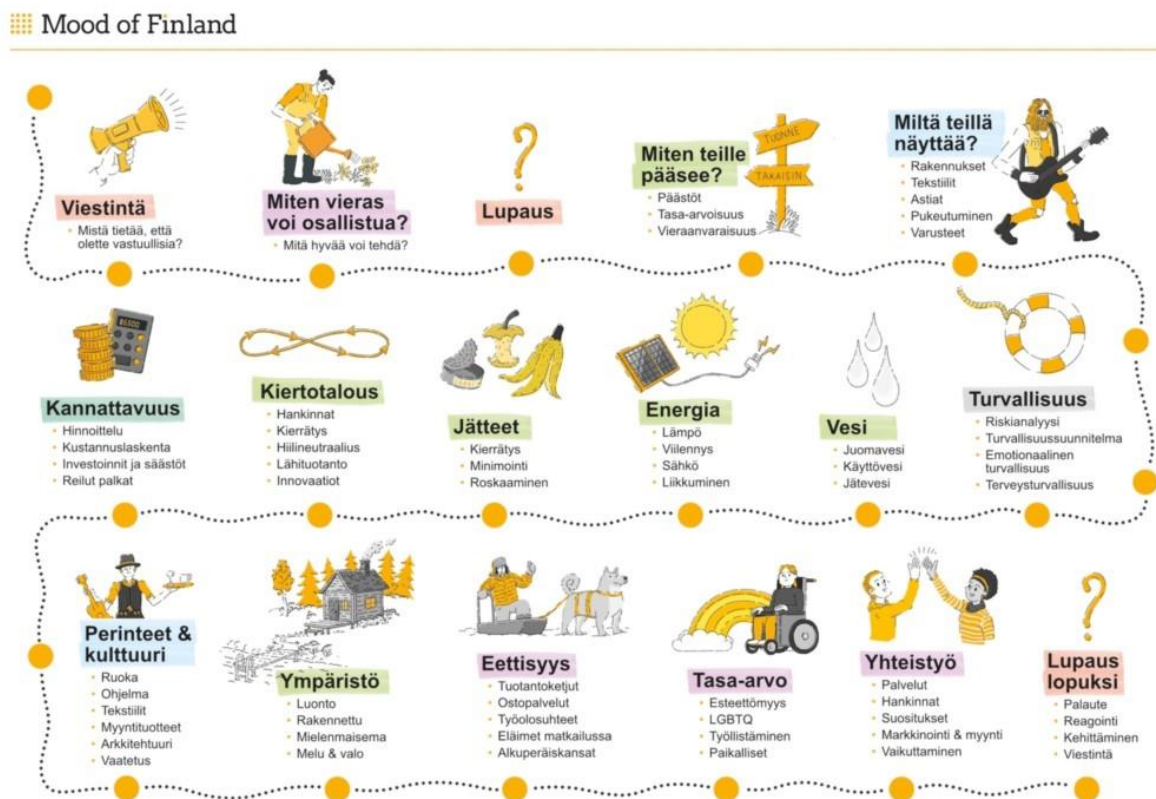 Mood of Finland
Viestintä
Mistä tietää, että
olette vastuullisia?
Miten vieras
voi osallistua?
Mitä hyvää voi tehdä?
Lupaus
Miten teille
pääsee?
Päästöt
Tasa-arvoisuus
Vieraanvaraisuus
TUONNE
TAKAISIN
Miltä teillä
näyttää?
Rakennukset
Tekstiilit
Astiat
Pukeutuminen
Varusteet
Kannattavuus
Hinnoittelu
Kustannuslaskenta
Investoinnit ja säästöt
Reilut palkat
Kiertotalous
Hankinnat
Kierrätys
Hiilineutraalius
Lähituotanto
Innovaatiot
Jätteet
Kierrätys
Minimointi
Roskaaminen
Energia
Lämpö
Viilennys
Sähkö
Liikkuminen
Vesi
Juomavesi
Käyttövesi
Jätevesi
Turvallisuus
Riskianalyysi
Turvallisuussuunnitelma
Emotionaalinen
turvallisuus
Terveysturvallisuus
Perinteet &
kulttuuri
Ruoka
Ohjelma
Tekstiilit
Myyntituotteet
Arkkitehtuuri
Vaatetus
Ympäristö
Luonto
Rakennettu
Mielenmaisema
Melu & valo
Eettisyys
Tuotantoketjut
Ostopalvelut
Työolosuhteet
Eläimet matkailussa
Alkuperäiskansat
Tasa-arvo
Esteettömyys
LGBTQ
Työllistäminen
Paikalliset
Yhteistyö
Palvelut
Hankinnat
Suositukset
Markkinointi & myynti
Vaikuttaminen
Lupaus
lopuksi
Palaute
Reagointi
Kehittäminen
Viestintä